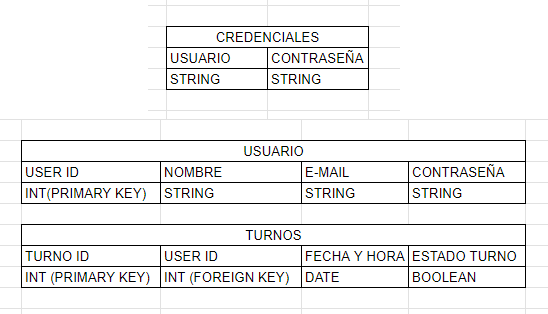 CREDENCIALES
USUARIO CONTRASEÑA
STRING STRING
USUARIO
USER ID NOMBRE E-MAIL CONTRASEÑA
INT(PRIMARY KEY) STRING STRING STRING
TURNOS
TURNO ID USER ID FECHA Y HORA ESTADO TURNO
INT (PRIMARY KEY) INT (FOREIGN KEY) DATE BOOLEAN